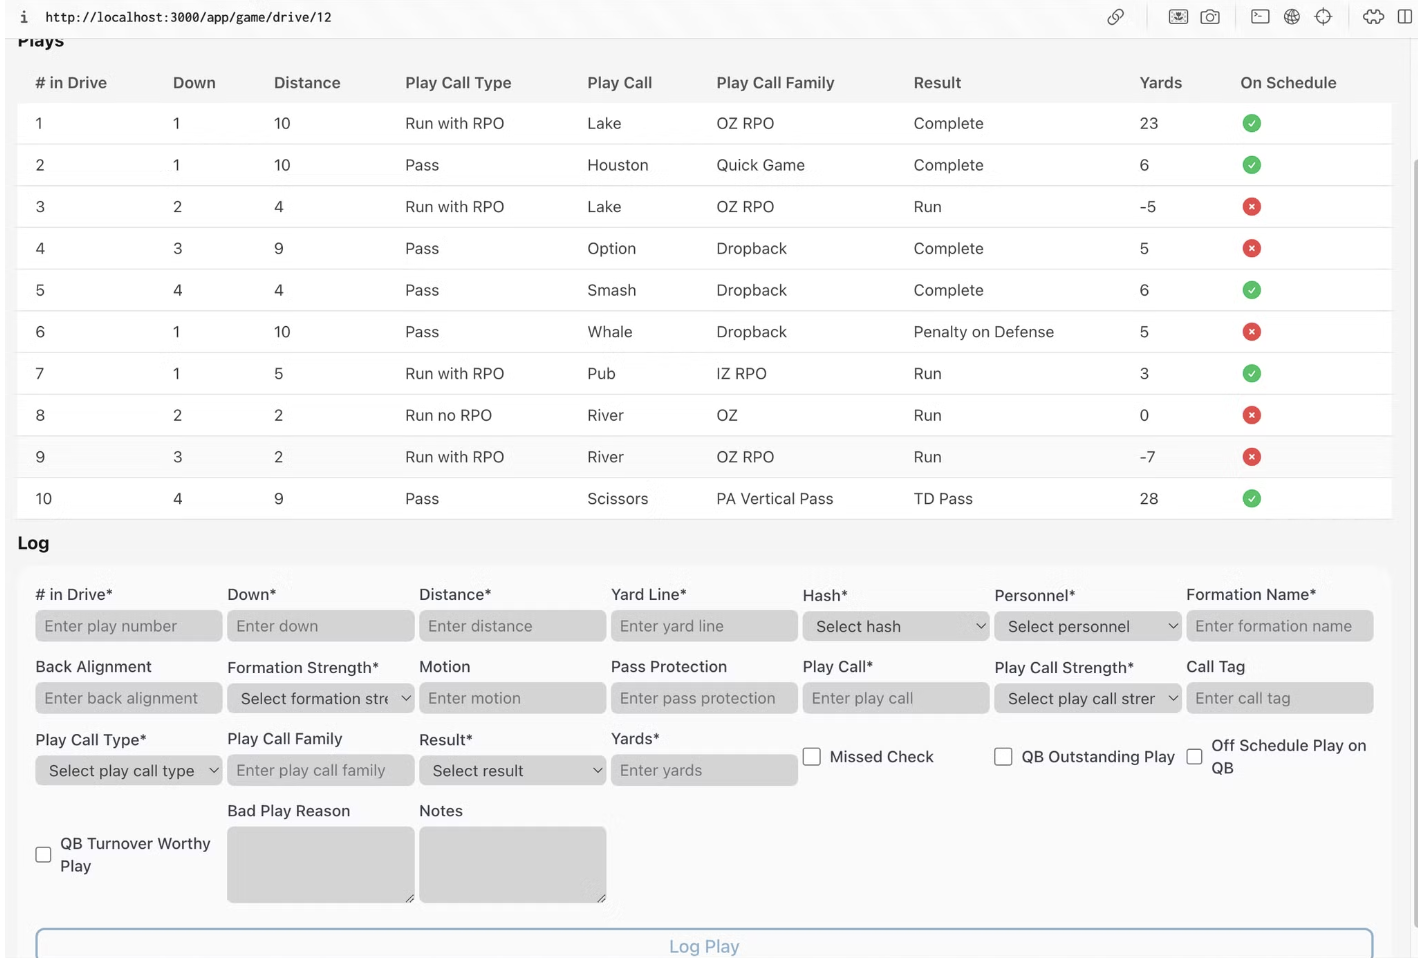 http://localhost:3000/app/game/drive/12
Plays
# in Drive Down Distance Play Call Type Play Call Play Call Family Result Yards On Schedule
1 1 10 Run with RPO Lake OZ RPO Complete 23
2 1 10 Pass Houston Quick Game Complete 6
3 2 4 Run with RPO Lake OZ RPO Run -5
4 3 9 Pass Option Dropback Complete 5
5 4 4 Pass Smash Dropback Complete 6
6 1 10 Pass Whale Dropback Penalty on Defense 5
7 1 5 Run with RPO Pub IZ RPO Run 3
8 2 2 Run no RPO River OZ Run 0
9 3 2 Run with RPO River OZ RPO Run -7
10 4 9 Pass Scissors PA Vertical Pass TD Pass 28
Log
# in Drive* Down* Distance* Yard Line* Hash* Personnel* Formation Name*
Enter play number Enter down Enter distance Enter yard line Select hash Select personnel Enter formation name
Back Alignment Formation Strength* Motion Pass Protection Play Call* Play Call Strength* Call Tag
Enter back alignment Select formation stre Enter motion Enter pass protection Enter play call Select play call strer Enter call tag
Play Call Type* Play Call Family Result* Yards*
Select play call type Enter play call family Select result Enter yards Missed Check QB Outstanding Play Off Schedule Play on
QB
Bad Play Reason Notes
QB Turnover Worthy
Play
Log Play